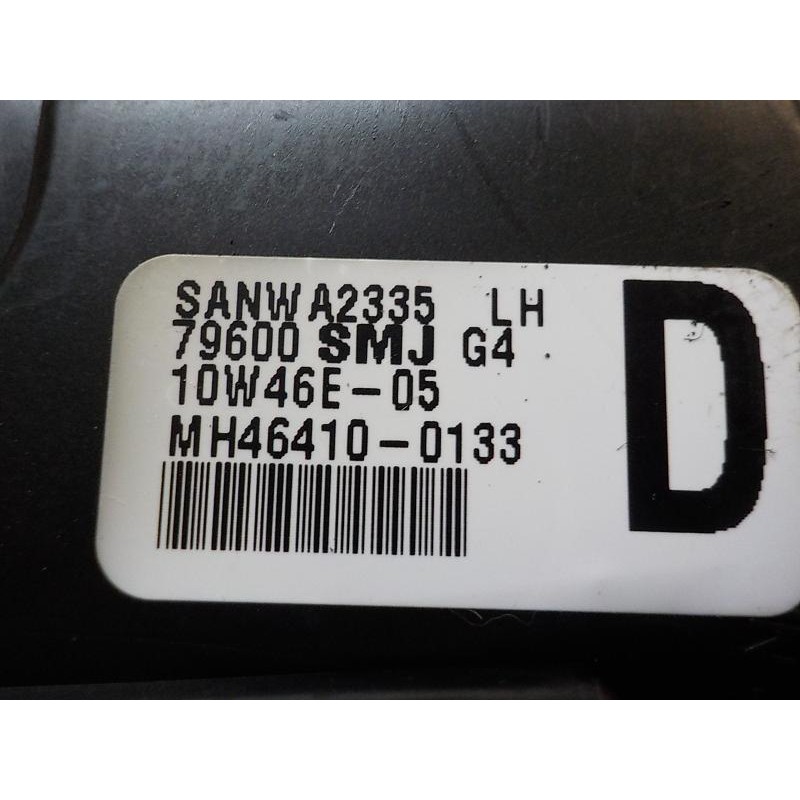 SANWA2335 LH
79600 SMJ G4
10W46E-05
MH46410-0133
D